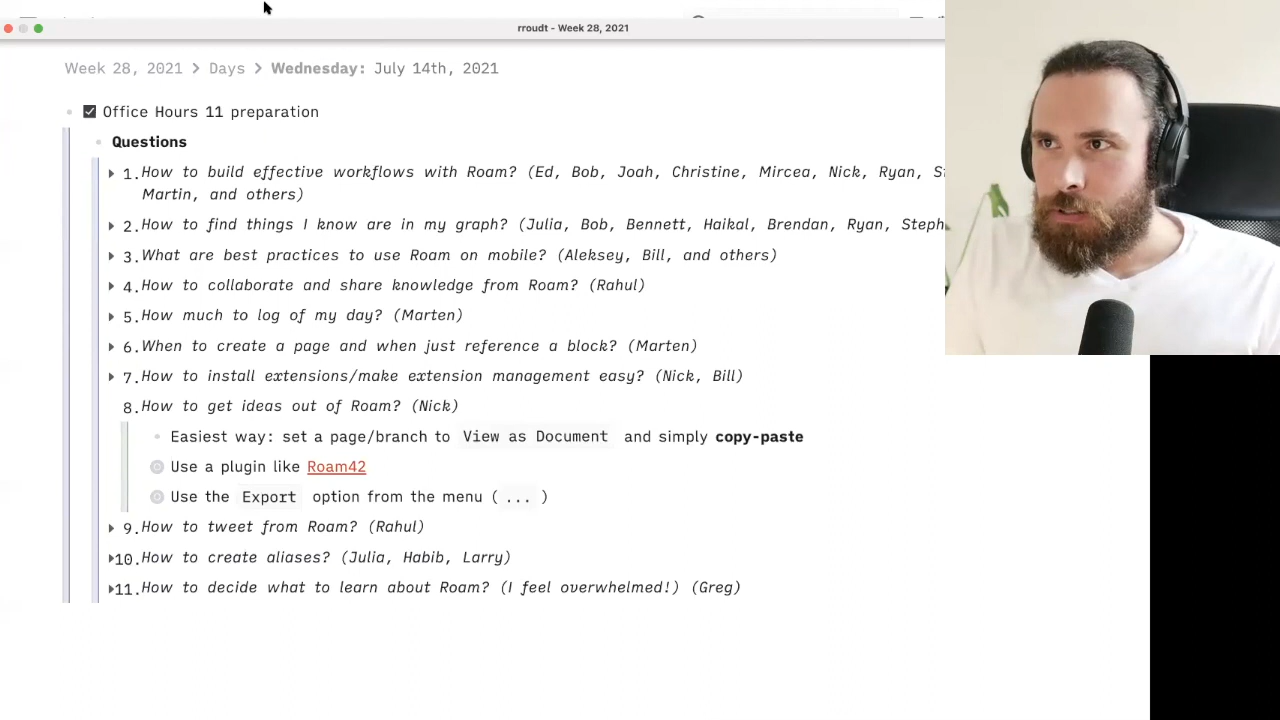 rroudt - Week 28, 2021
Week 28, 2021 > Days > Wednesday: July 14th, 2021
Office Hours 11 preparation
Questions
1. How to build effective workflows with Roam? (Ed, Bob, Joah, Christine, Mircea, Nick, Ryan,
Martin, and others)
2. How to find things I know are in my graph? (Julia, Bob, Bennett, Haikal, Brendan, Ryan,
3. What are best practices to use Roam on mobile? (Aleksey, Bill, and others)
4. How to collaborate and share knowledge from Roam? (Rahul)
5. How much to log of my day? (Marten)
6. When to create a page and when just reference a block? (Marten)
7. How to install extensions/make extension management easy? (Nick, Bill)
8. How to get ideas out of Roam? (Nick)
Easiest way: set a page/branch to View as Document and simply copy-paste
Use a plugin like Roam42
Use the Export option from the menu (...)
9. How to tweet from Roam? (Rahul)
10. How to create aliases? (Julia, Habib, Larry)
11. How to decide what to learn about Roam? (I feel overwhelmed!) (Greg)